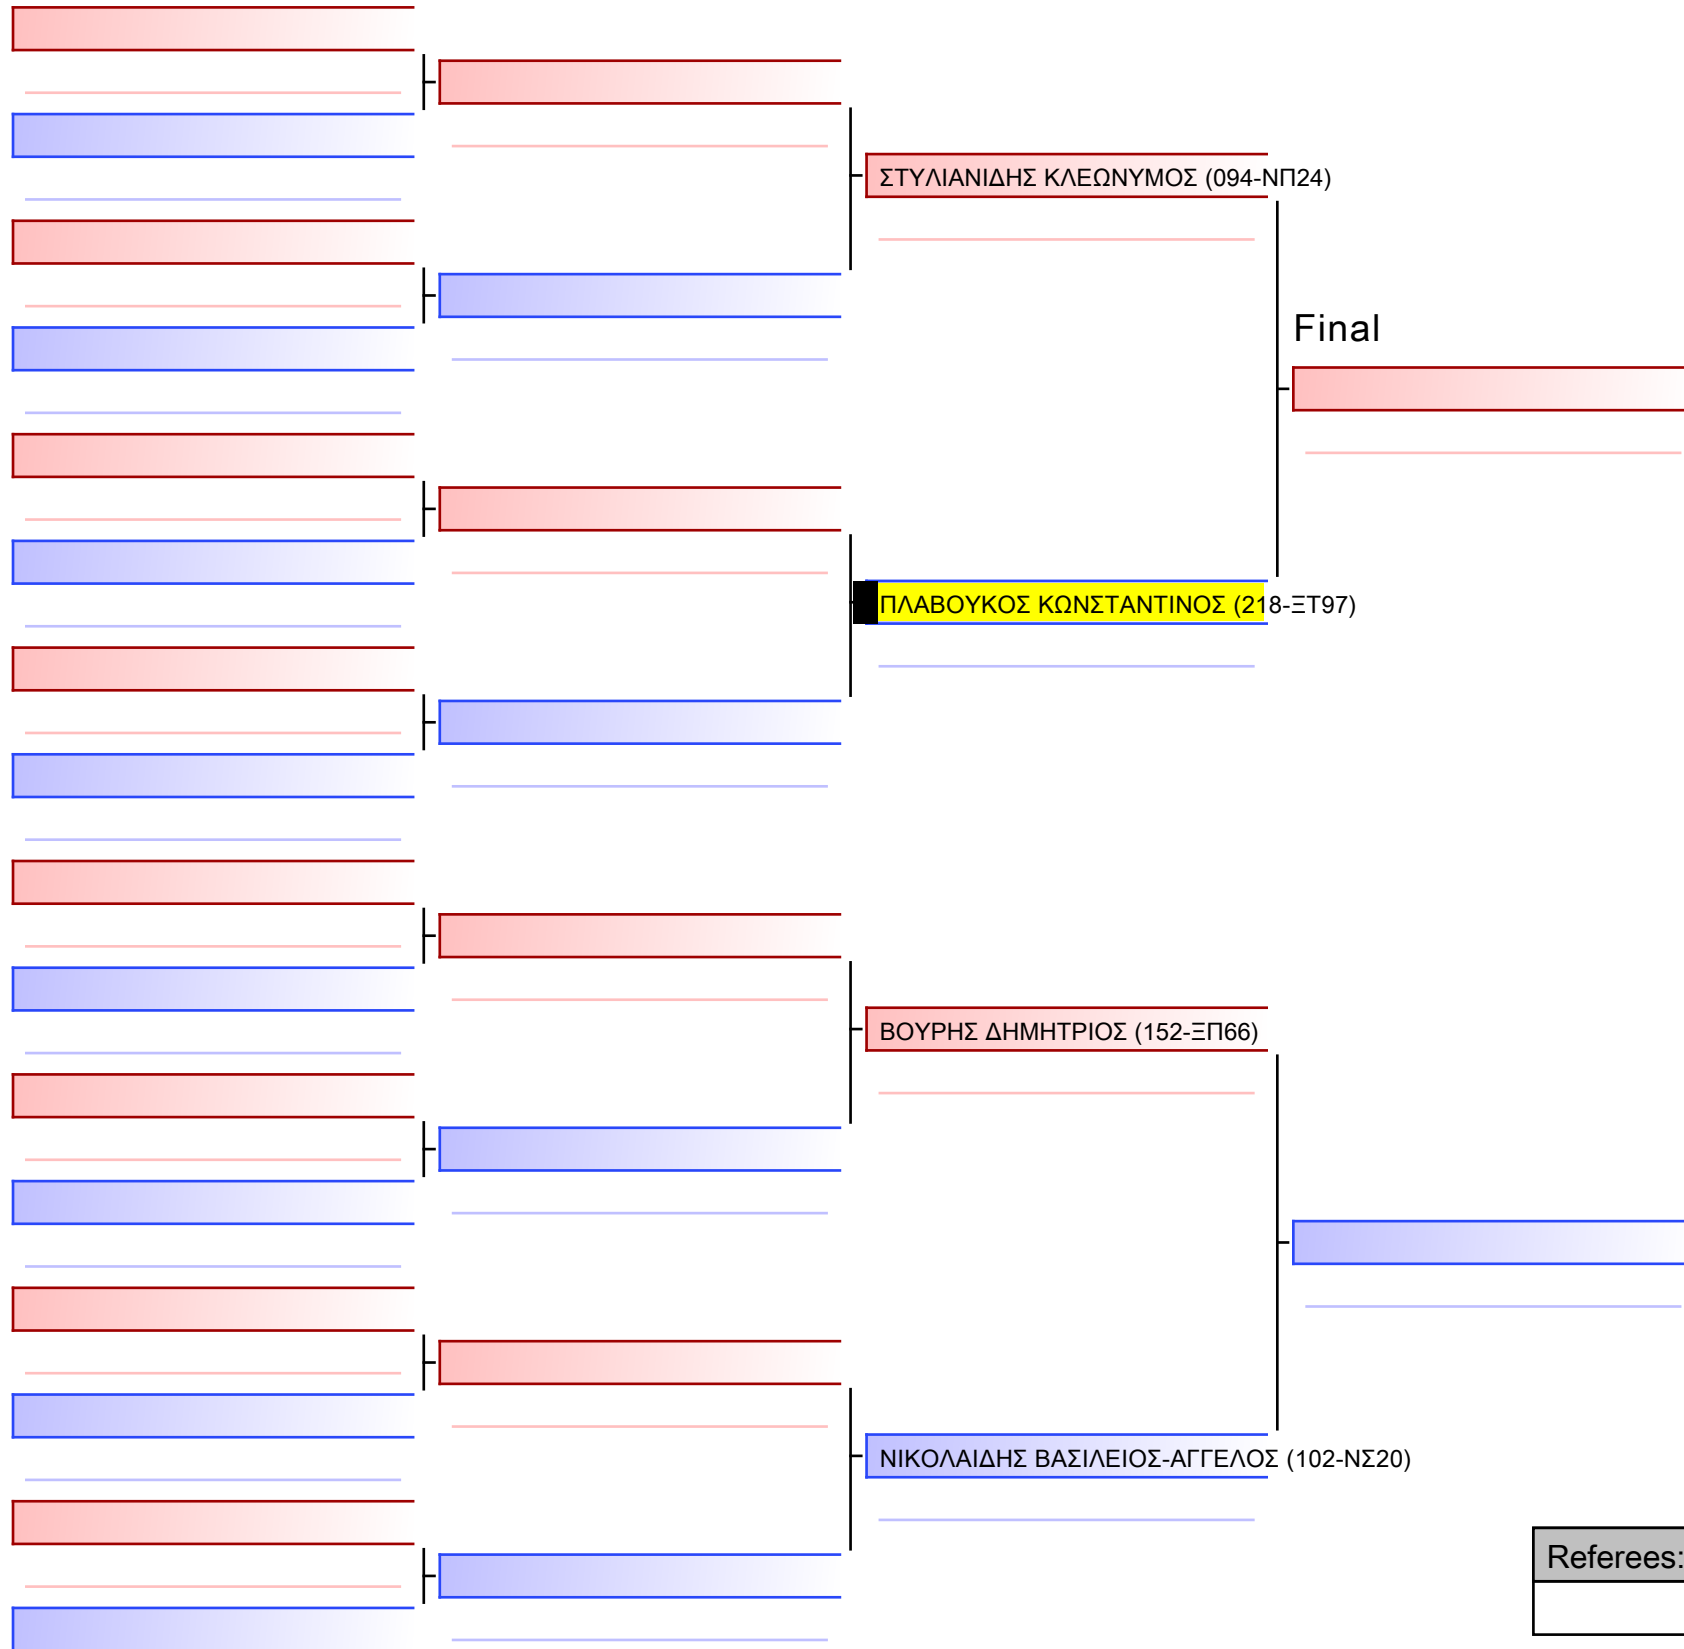 ΣΤΥΛΙΑΝΙΔΗΣ ΚΛΕΩΝΥΜΟΣ (094-ΝΠ24)
Final
ΠΛΑΒΟΥΚΟΣ ΚΩΝΣΤΑΝΤΙΝΟΣ (218-ΞΤ97)
ΒΟΥΡΗΣ ΔΗΜΗΤΡΙΟΣ (152-ΞΠ66)
ΝΙΚΟΛΑΙΔΗΣ ΒΑΣΙΛΕΙΟΣ-ΑΓΓΕΛΟΣ (102-ΝΣ20)
Referees: